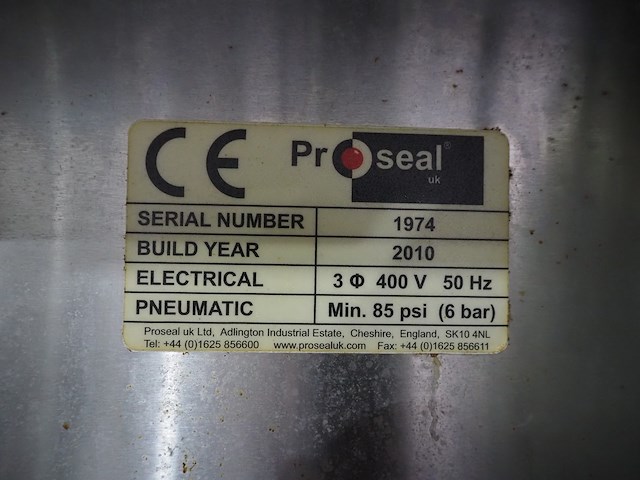 CE Proseal®
uk
SERIAL NUMBER 1974
BUILD YEAR 2010
ELECTRICAL 3 Φ 400 V 50 Hz
PNEUMATIC Min. 85 psi (6 bar)
Proseal uk Ltd, Adlington Industrial Estate, Cheshire, England, SK10 4NL
Tel: +44 (0)1625 856600 www.prosealuk.com Fax: +44 (0)1625 856611